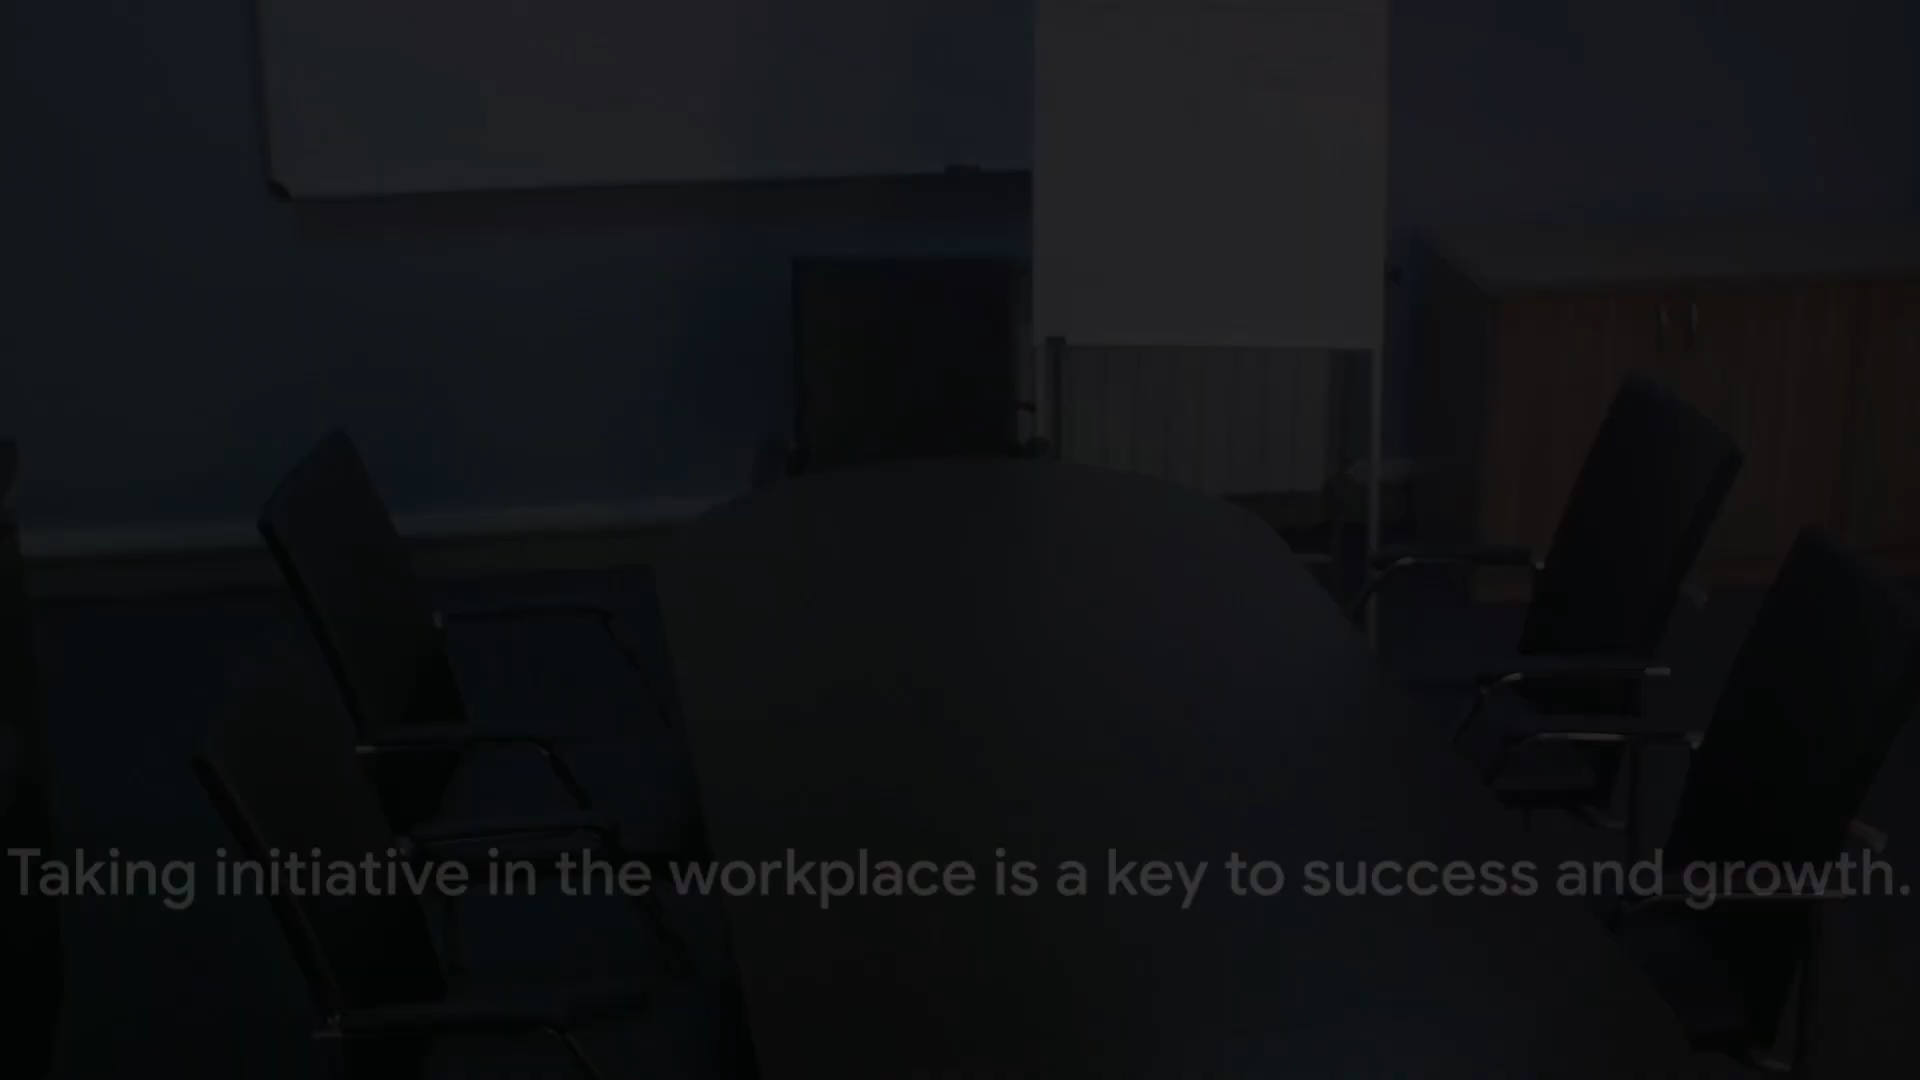 Taking initiative in the workplace is a key to success and growth.